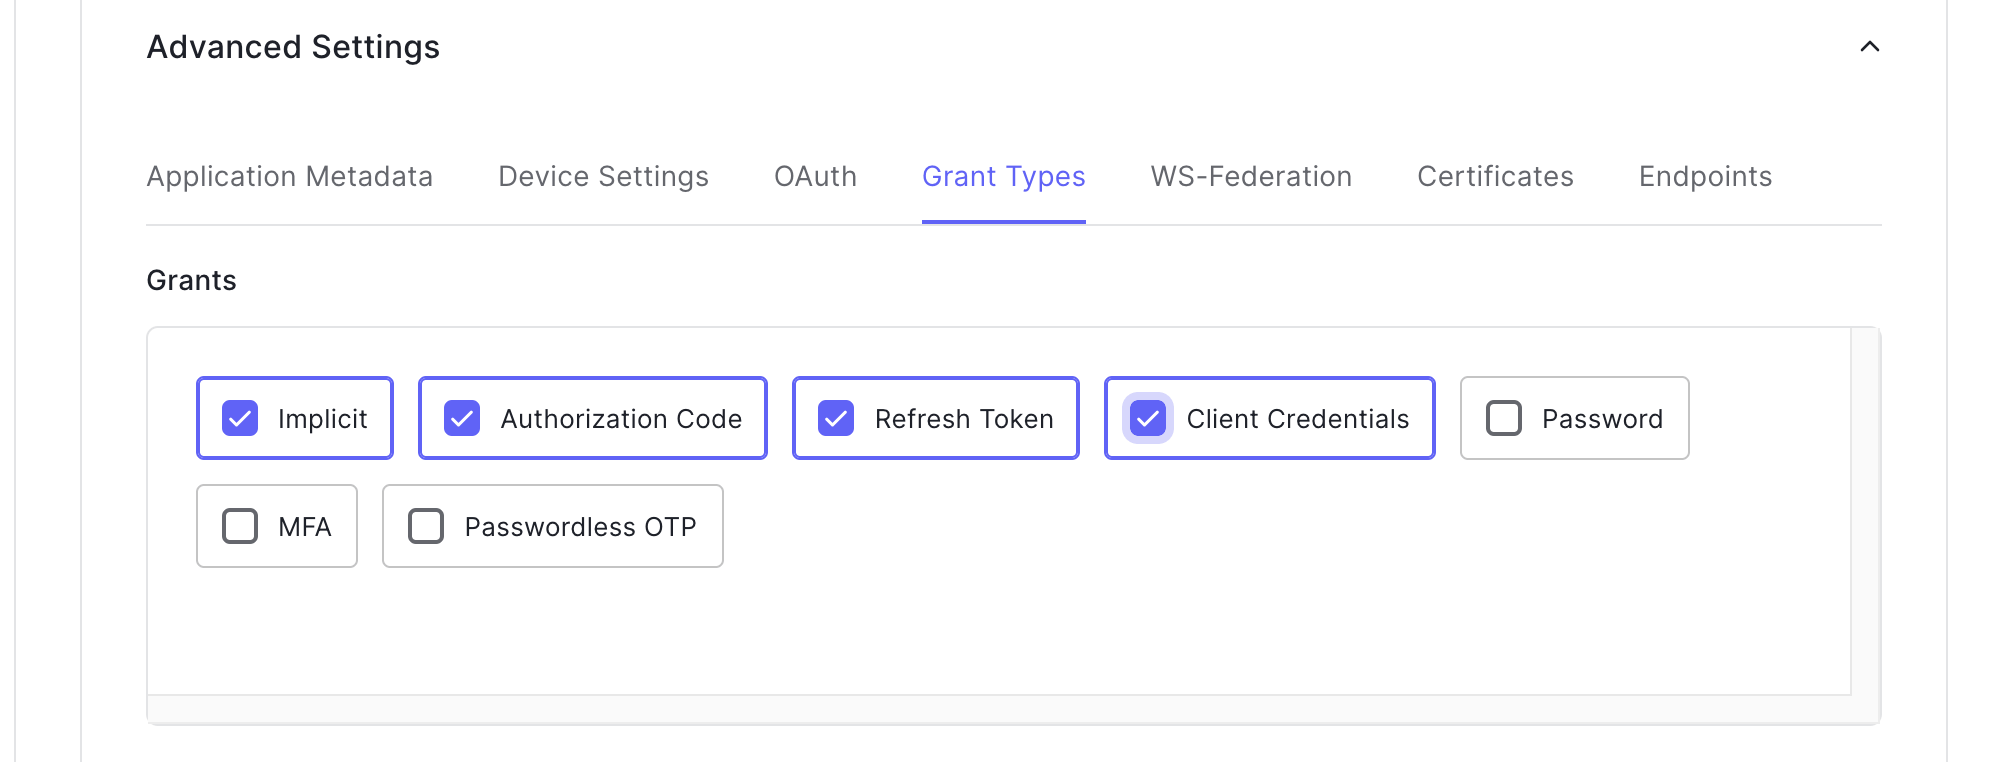 Advanced Settings
Application Metadata Device Settings OAuth Grant Types WS-Federation Certificates Endpoints
Grants
Implicit Authorization Code Refresh Token Client Credentials Password
MFA Passwordless OTP